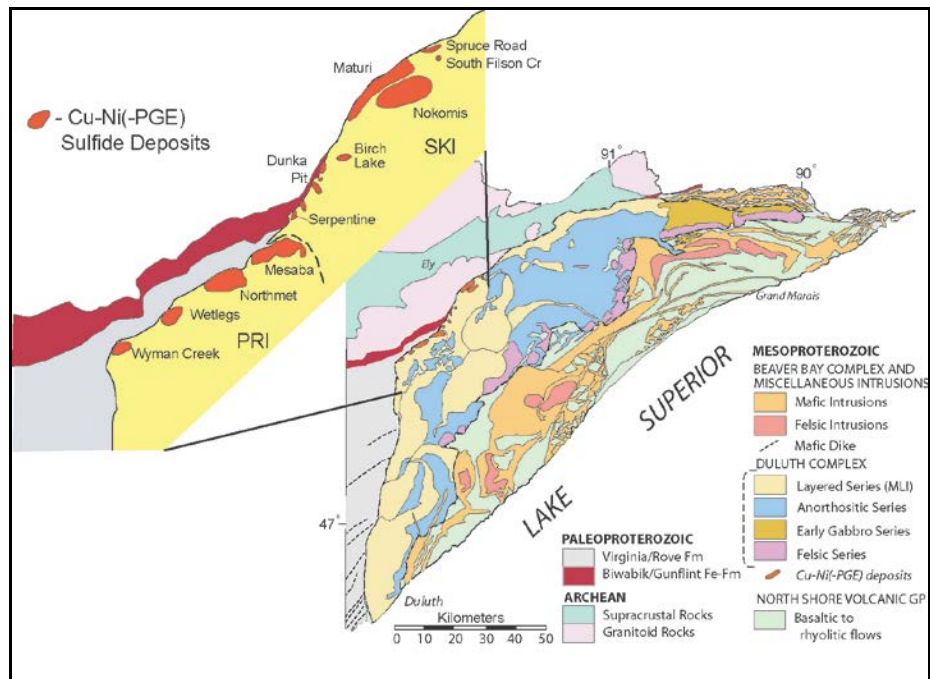 Spruce Road
South Filson Cr
Maturi
- Cu-Ni(-PGE)
Sulfide Deposits
Nokomis
SKI
Birch
Lake
Dunka
Pit
Serpentine
Mesaba
Northmet
Wetlegs
PRI
Wyman Creek
91°
90°
Ely
Grand Marais
LAKE SUPERIOR
47°
Duluth
Kilometers
0 10 20 30 40 50
PALEOPROTEROZOIC
Virginia/Rove Fm
Biwabik/Gunflint Fe-Fm
ARCHEAN
Supracrustal Rocks
Granitoid Rocks
MESOPROTEROZOIC
BEAVER BAY COMPLEX AND
MISCELLANEOUS INTRUSIONS
Mafic Intrusions
Felsic Intrusions
Mafic Dike
DULUTH COMPLEX
Layered Series (MLI)
Anorthositic Series
Early Gabbro Series
Felsic Series
Cu-Ni(-PGE) deposits
NORTH SHORE VOLCANIC GP
Basaltic to
rhyolitic flows